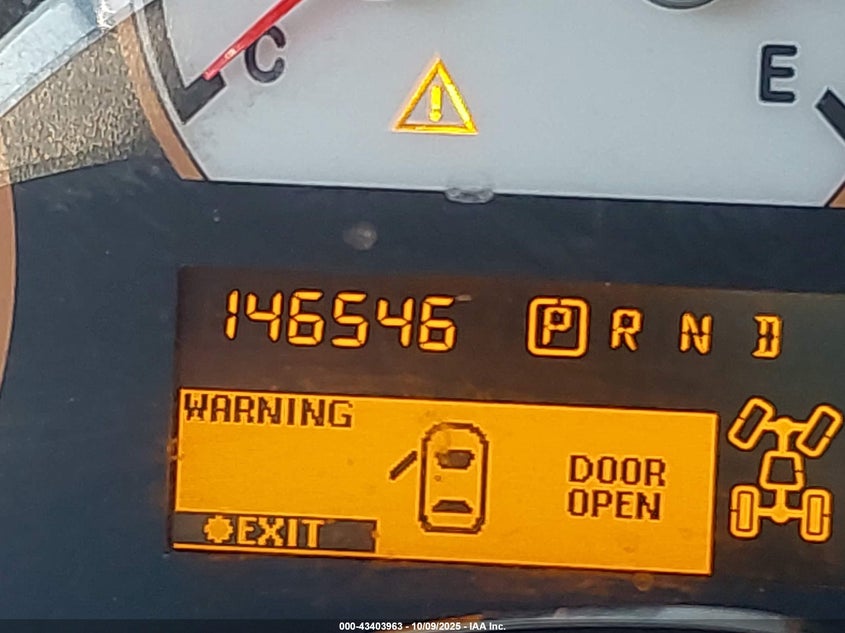 C
E
146546 P R N D
WARNING
DOOR
OPEN
EXIT
000-43403963 - 10/09/2025 - IAA Inc.